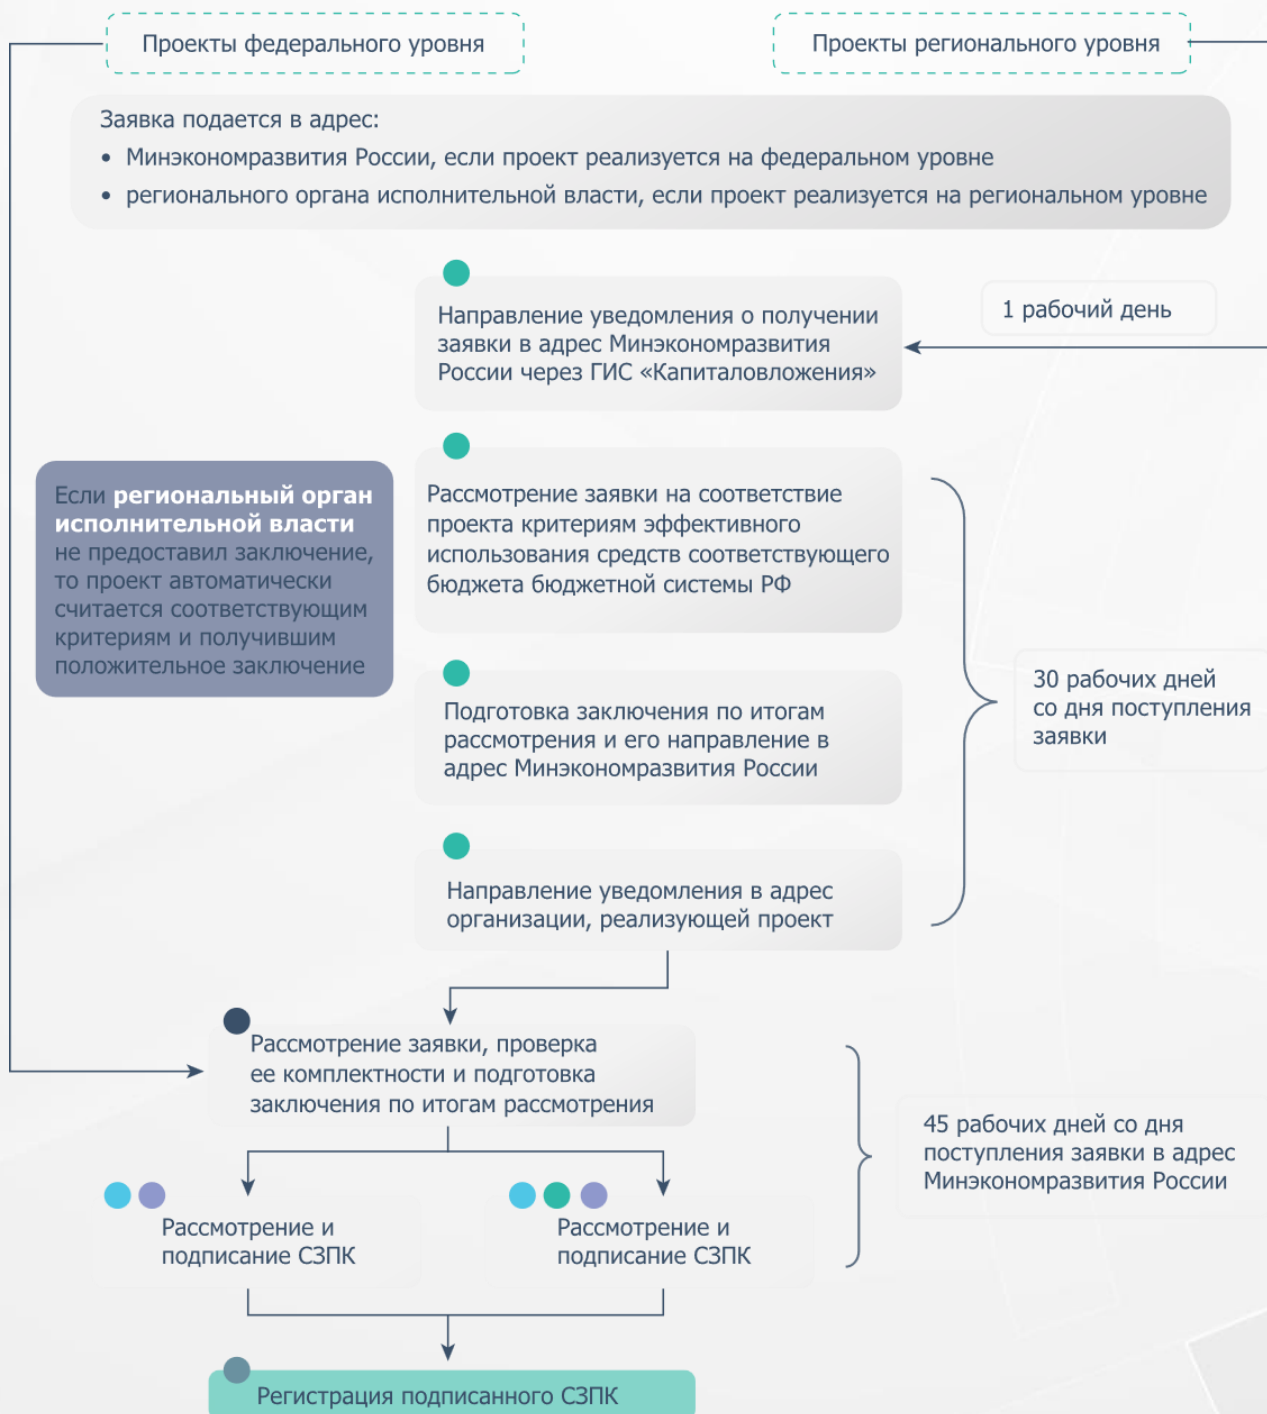 Проекты федерального уровня
Проекты регионального уровня
Заявка подается в адрес:
• Минэкономразвития России, если проект реализуется на федеральном уровне
• регионального органа исполнительной власти, если проект реализуется на региональном уровне
Направление уведомления о получении
заявки в адрес Минэкономразвития
России через ГИС «Капиталовложения»
1 рабочий день
Если региональный орган
исполнительной власти
не предоставил заключение,
то проект автоматически
считается соответствующим
критериям и получившим
положительное заключение
Рассмотрение заявки на соответствие
проекта критериям эффективного
использования средств соответствующего
бюджета бюджетной системы РФ
Подготовка заключения по итогам
рассмотрения и его направление в
адрес Минэкономразвития России
30 рабочих дней
со дня поступления
заявки
Направление уведомления в адрес
организации, реализующей проект
Рассмотрение заявки, проверка
ее комплектности и подготовка
заключения по итогам рассмотрения
45 рабочих дней со дня
поступления заявки в адрес
Минэкономразвития России
Рассмотрение и
подписание СЗПК
Рассмотрение и
подписание СЗПК
Регистрация подписанного СЗПК